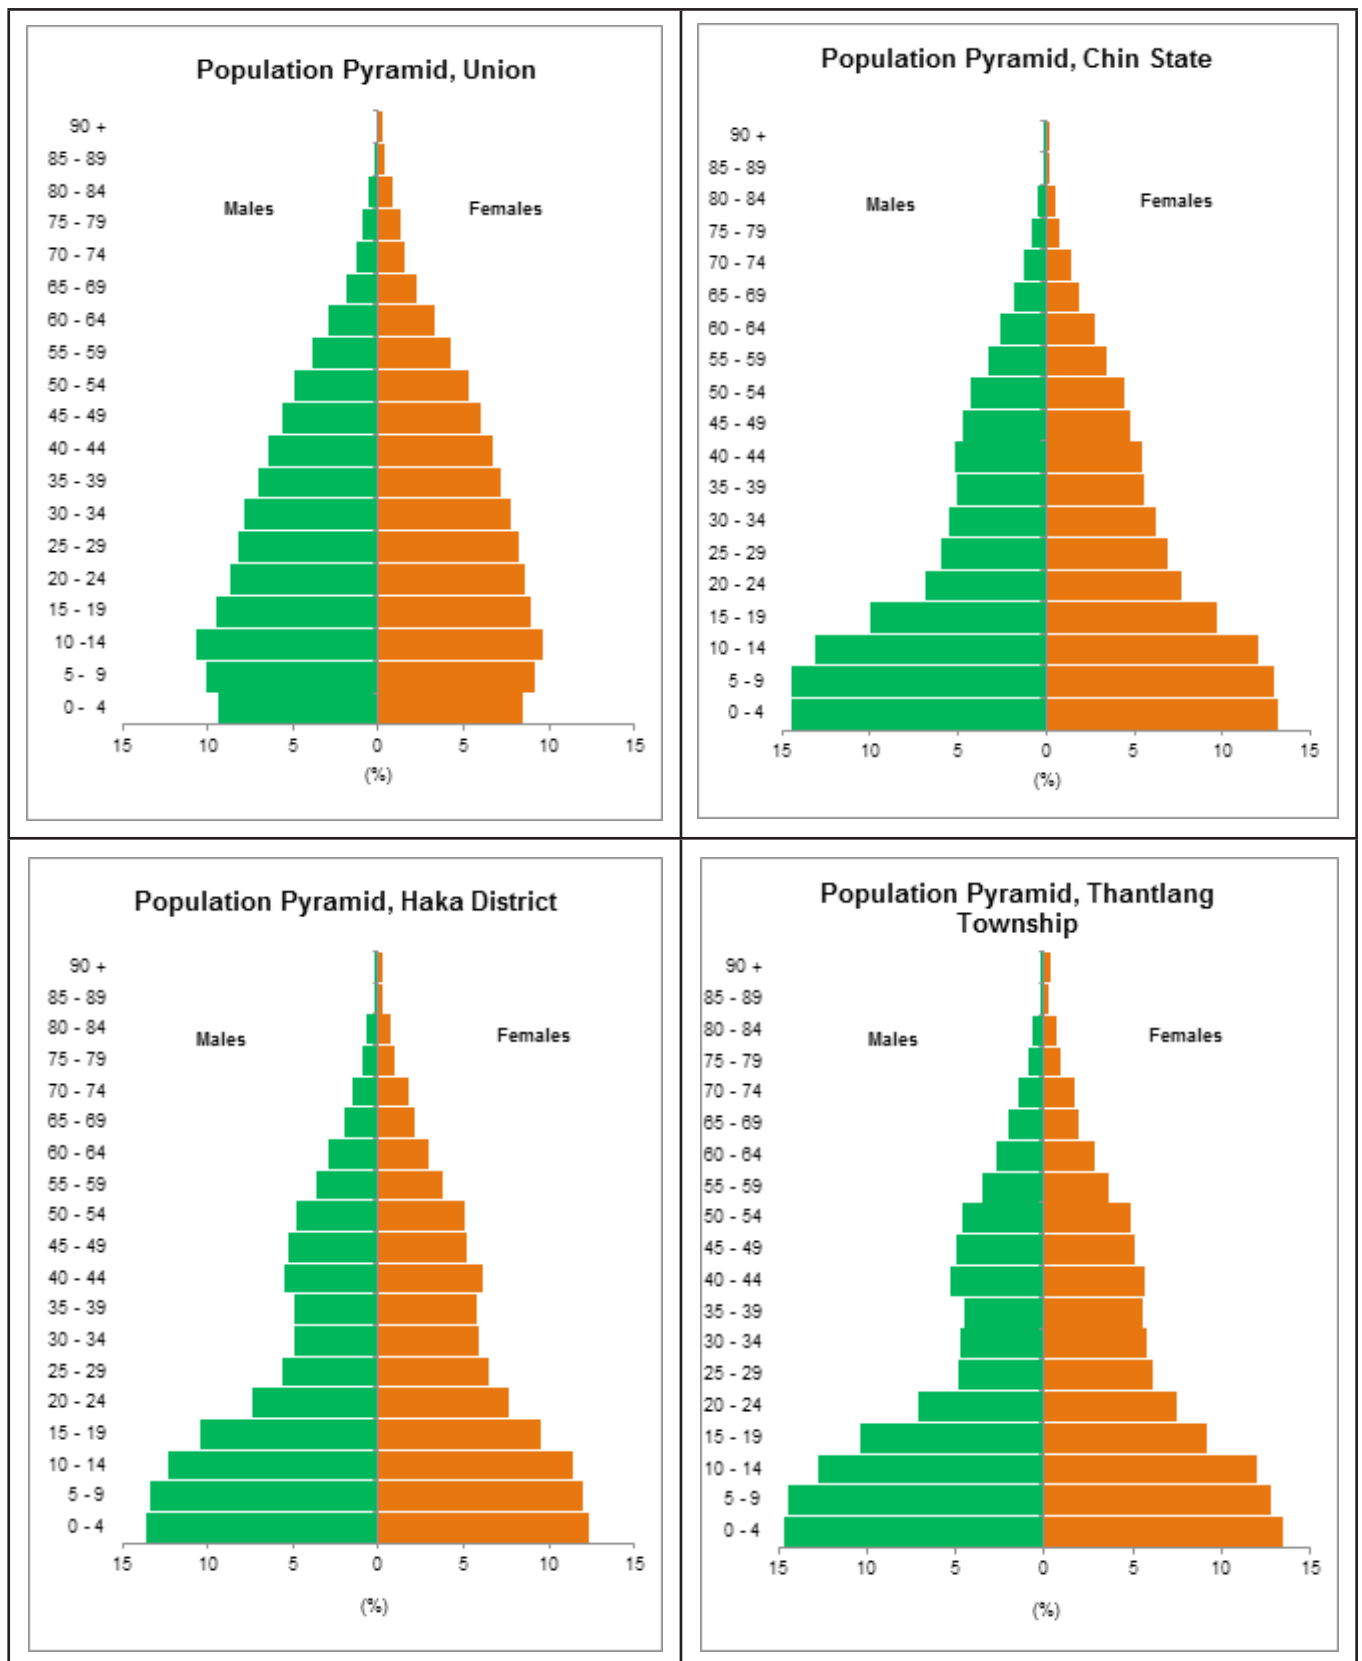 Population Pyramid, Union
90 +
85 - 89
80 - 84
75 - 79
70 - 74
65 - 69
60 - 64
55 - 59
50 - 54
45 - 49
40 - 44
35 - 39
30 - 34
25 - 29
20 - 24
15 - 19
10 -14
5 - 9
0 - 4
Males
Females
15 10 5 0 5 10 15
(%)
Population Pyramid, Chin State
90 +
85 - 89
80 - 84
75 - 79
70 - 74
65 - 69
60 - 64
55 - 59
50 - 54
45 - 49
40 - 44
35 - 39
30 - 34
25 - 29
20 - 24
15 - 19
10 - 14
5 - 9
0 - 4
Males
Females
15 10 5 0 5 10 15
(%)
Population Pyramid, Haka District
90 +
85 - 89
80 - 84
75 - 79
70 - 74
65 - 69
60 - 64
55 - 59
50 - 54
45 - 49
40 - 44
35 - 39
30 - 34
25 - 29
20 - 24
15 - 19
10 - 14
5 - 9
0 - 4
Males
Females
15 10 5 0 5 10 15
(%)
Population Pyramid, Thantlang
Township
90 +
85 - 89
80 - 84
75 - 79
70 - 74
65 - 69
60 - 64
55 - 59
50 - 54
45 - 49
40 - 44
35 - 39
30 - 34
25 - 29
20 - 24
15 - 19
10 - 14
5 - 9
0 - 4
Males
Females
15 10 5 0 5 10 15
(%)